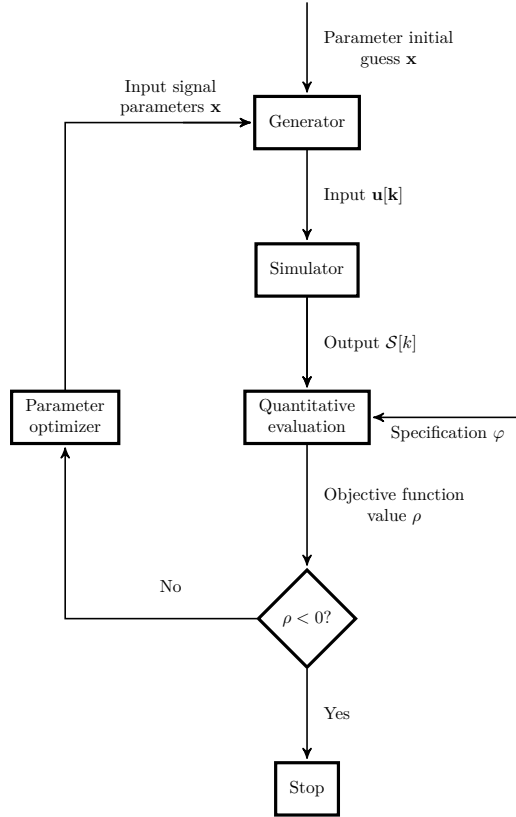 Parameter initial
guess x
Input signal
parameters x
Generator
Input u[k]
Simulator
Output 𝒮[k]
Parameter
optimizer
Quantitative
evaluation
Specification φ
Objective function
value ρ
No
ρ < 0?
Yes
Stop